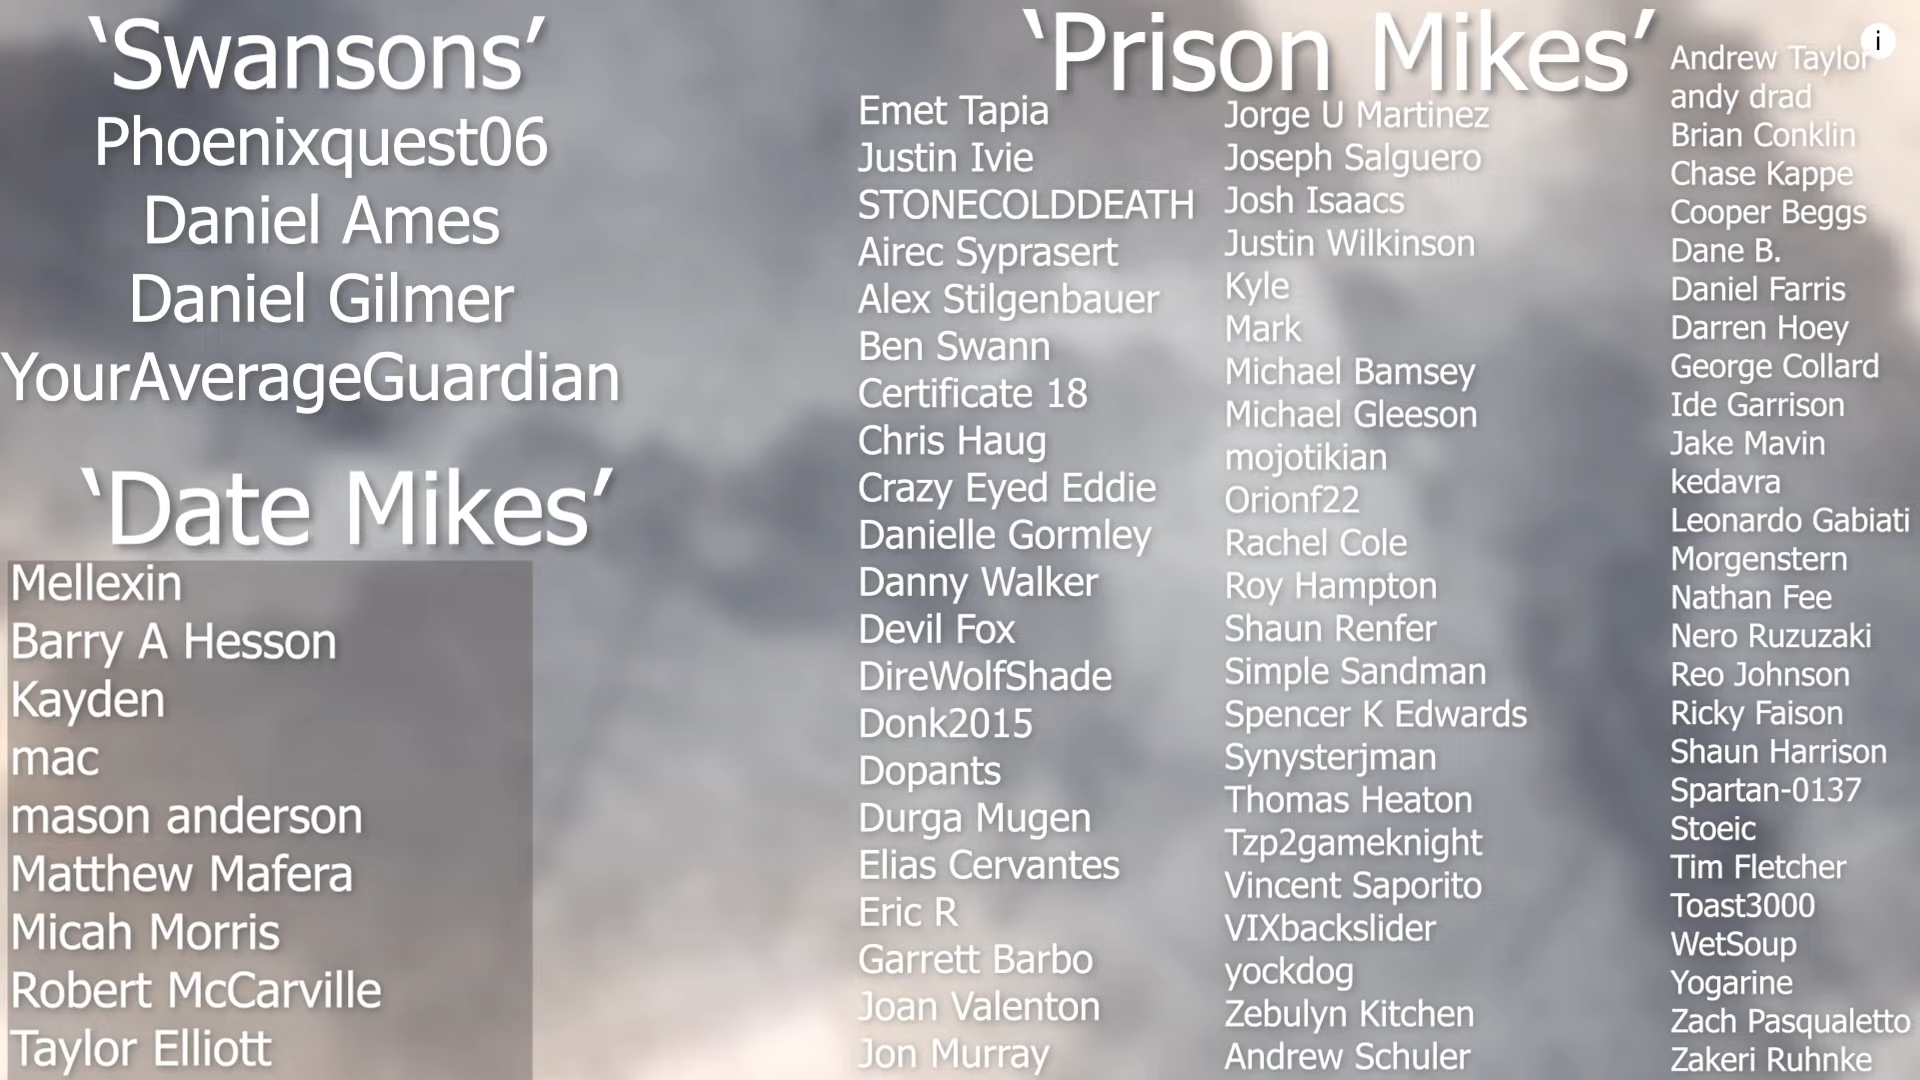 ‘Swansons’
Phoenixquest06
Daniel Ames
Daniel Gilmer
YourAverageGuardian
‘Date Mikes’
Mellexin
Barry A Hesson
Kayden
mac
mason anderson
Matthew Mafera
Micah Morris
Robert McCarville
Taylor Elliott
‘Prison Mikes’
Emet Tapia
Justin Ivie
STONECOLDDEATH
Airec Syprasert
Alex Stilgenbauer
Ben Swann
Certificate 18
Chris Haug
Crazy Eyed Eddie
Danielle Gormley
Danny Walker
Devil Fox
DireWolfShade
Donk2015
Dopants
Durga Mugen
Elias Cervantes
Eric R
Garrett Barbo
Joan Valenton
Jon Murray
Jorge U Martinez
Joseph Salguero
Josh Isaacs
Justin Wilkinson
Kyle
Mark
Michael Bamsey
Michael Gleeson
mojotikian
Orionf22
Rachel Cole
Roy Hampton
Shaun Renfer
Simple Sandman
Spencer K Edwards
Synysterjman
Thomas Heaton
Tzp2gameknight
Vincent Saporito
VIXbackslider
yockdog
Zebulyn Kitchen
Andrew Schuler
Andrew Taylor
andy drad
Brian Conklin
Chase Kappe
Cooper Beggs
Dane B.
Daniel Farris
Darren Hoey
George Collard
Ide Garrison
Jake Mavin
kedavra
Leonardo Gabiati
Morgenstern
Nathan Fee
Nero Ruzuzaki
Reo Johnson
Ricky Faison
Shaun Harrison
Spartan-0137
Stoeic
Tim Fletcher
Toast3000
WetSoup
Yogarine
Zach Pasqualetto
Zakeri Ruhnke
i